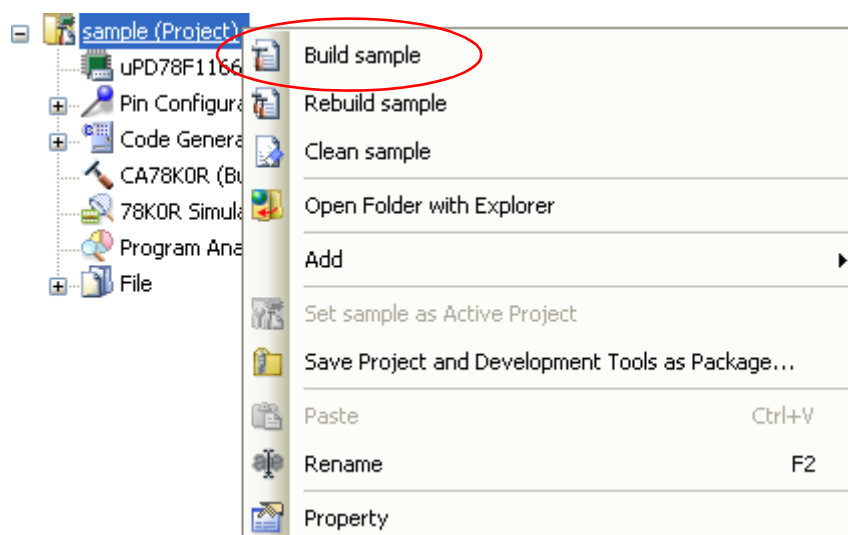 sample (Project)
uPD78F1166
Pin Configura
Code Genera
CA78K0R (Bu
78K0R Simula
Program Ana
File
Build sample
Rebuild sample
Clean sample
Open Folder with Explorer
Add
Set sample as Active Project
Save Project and Development Tools as Package...
Paste Ctrl+V
Rename F2
Property